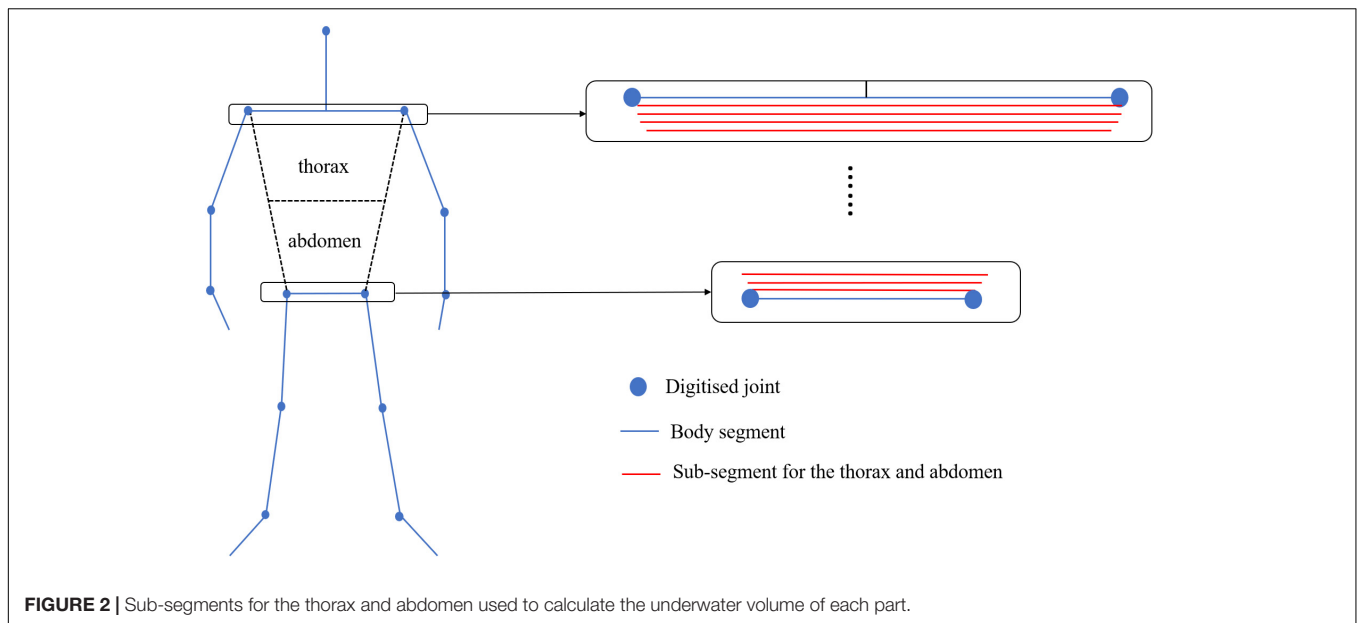 thorax
abdomen
Digitised joint
Body segment
Sub-segment for the thorax and abdomen
FIGURE 2 | Sub-segments for the thorax and abdomen used to calculate the underwater volume of each part.